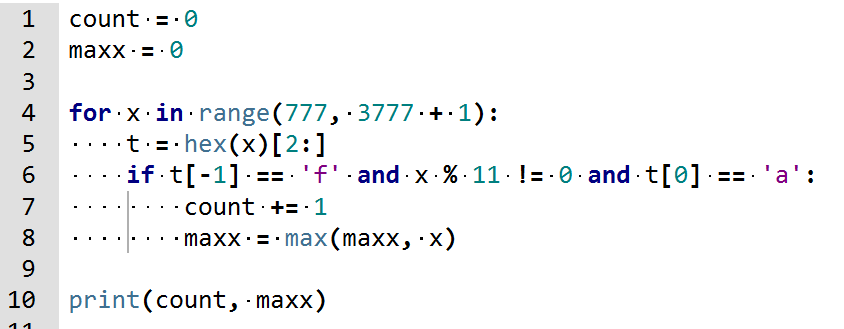 1 count = 0
2 maxx = 0
3
4 for x in range(777, 3777 + 1):
5     t = hex(x)[2:]
6     if t[-1] == 'f' and x % 11 != 0 and t[0] == 'a':
7         count += 1
8         maxx = max(maxx, x)
9
10 print(count, maxx)